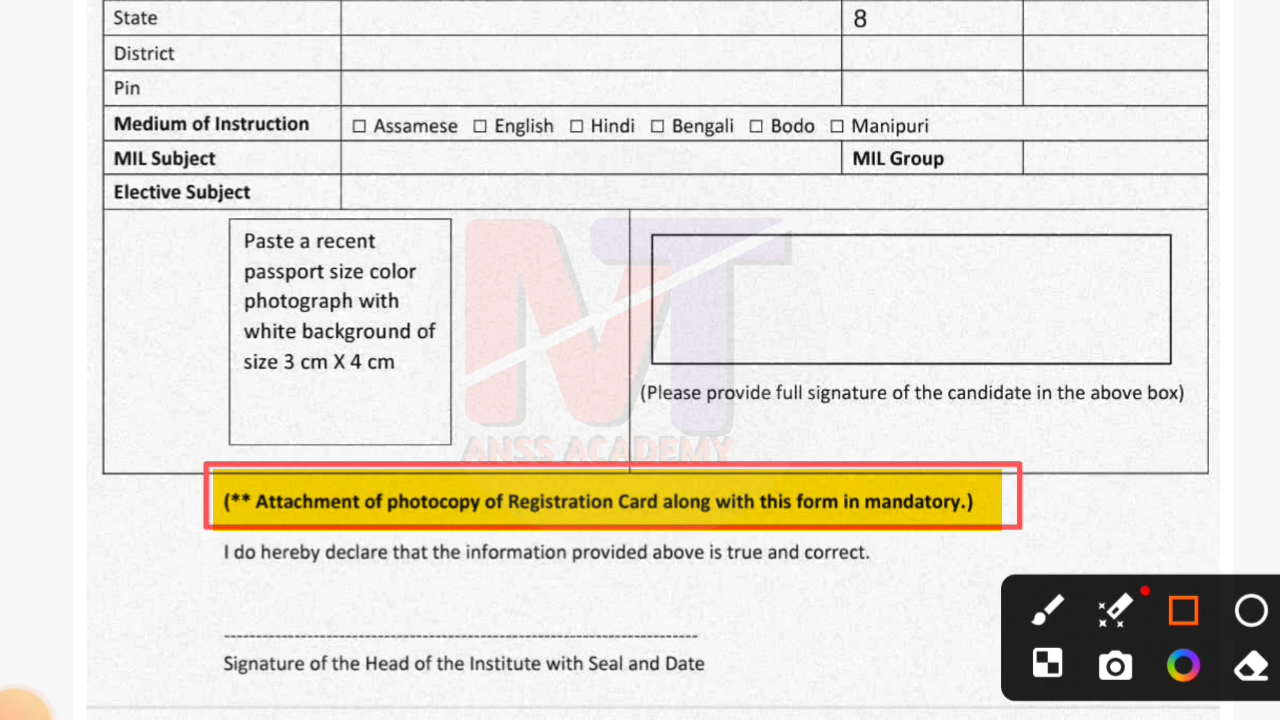 State 8
District
Pin
Medium of Instruction ☐ Assamese ☐ English ☐ Hindi ☐ Bengali ☐ Bodo ☐ Manipuri
MIL Subject MIL Group
Elective Subject
Paste a recent
passport size color
photograph with
white background of
size 3 cm X 4 cm
(Please provide full signature of the candidate in the above box)
ANSS ACADEMY
(** Attachment of photocopy of Registration Card along with this form in mandatory.)
I do hereby declare that the information provided above is true and correct.
Signature of the Head of the Institute with Seal and Date